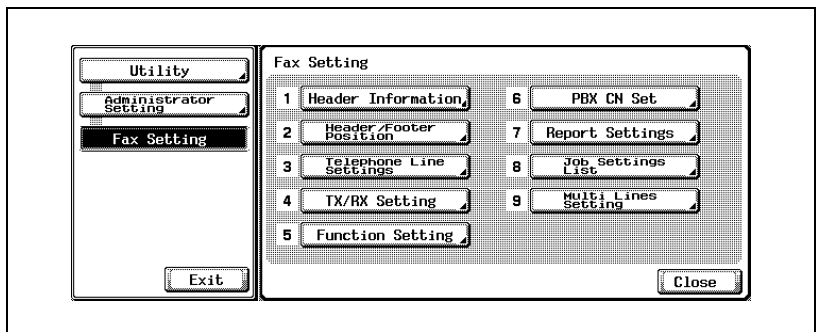 Utility
Administrator
Setting
Fax Setting
Exit
Fax Setting
1 Header Information
2 Header/Footer
Position
3 Telephone Line
Settings
4 TX/RX Setting
5 Function Setting
6 PBX CN Set
7 Report Settings
8 Job Settings
List
9 Multi Lines
Setting
Close